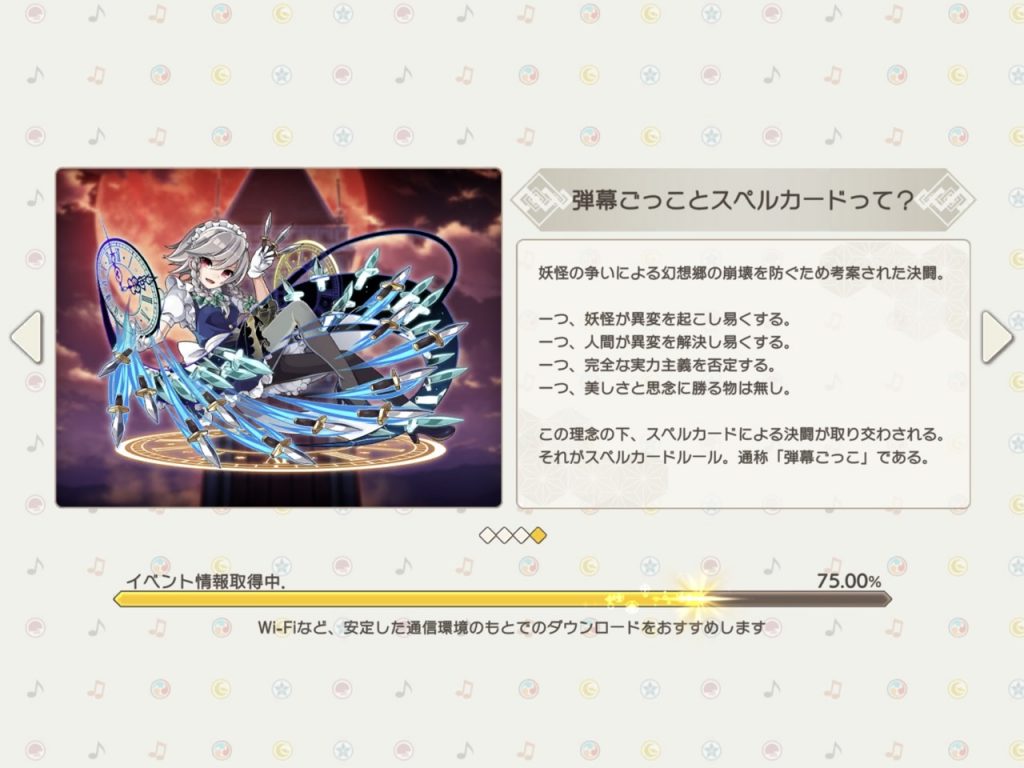 弾幕ごっことスペルカードって？
妖怪の争いによる幻想郷の崩壊を防ぐため考案された決闘。
一つ、妖怪が異変を起こし易くする。
一つ、人間が異変を解決し易くする。
一つ、完全な実力主義を否定する。
一つ、美しさと思念に勝る物は無し。
この理念の下、スペルカードによる決闘が取り交わされる。
それがスペルカードルール。通称「弾幕ごっこ」である。
イベント情報取得中.
75.00%
Wi-Fiなど、安定した通信環境のもとでのダウンロードをおすすめします